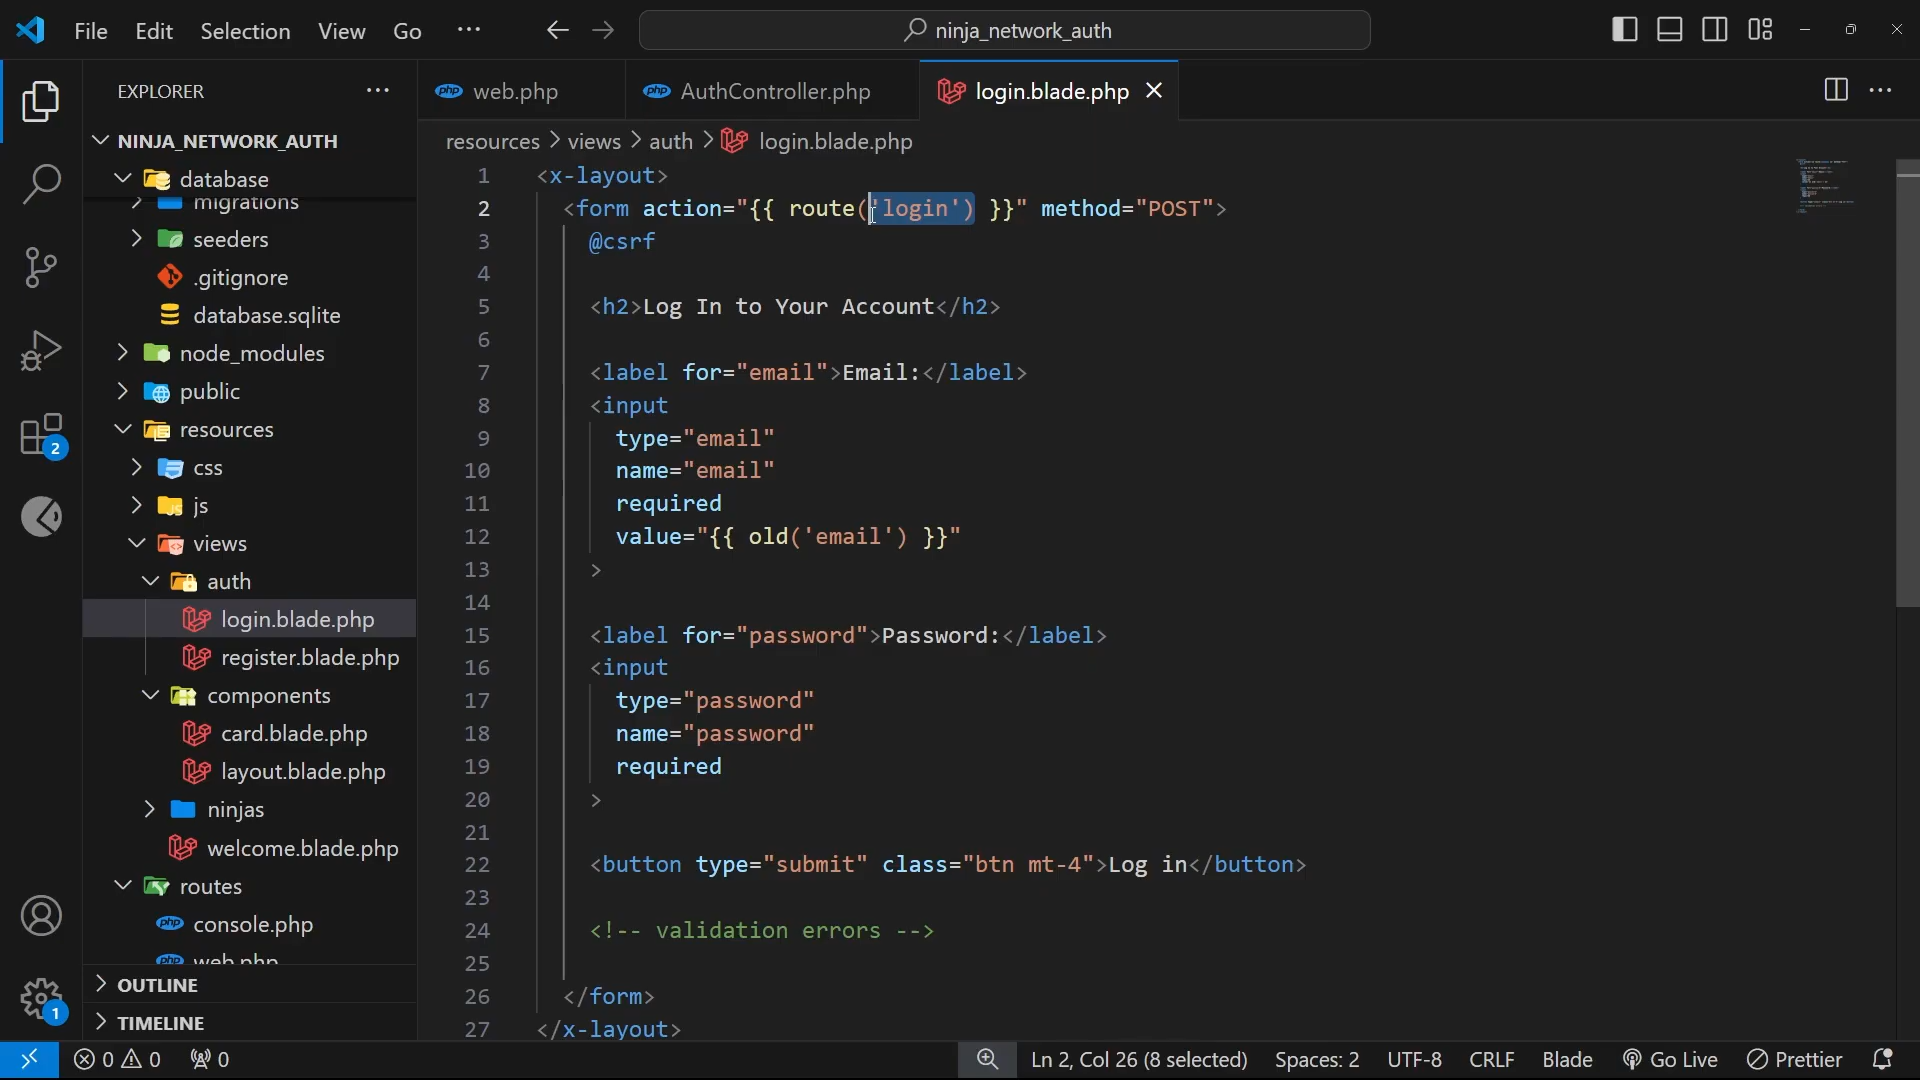 File Edit Selection View Go ninja_network_auth
EXPLORER
web.php AuthController.php login.blade.php
resources > views > auth > login.blade.php
NINJA_NETWORK_AUTH
database
migrations
seeders
.gitignore
database.sqlite
node_modules
public
resources
css
js
views
auth
login.blade.php
register.blade.php
components
card.blade.php
layout.blade.php
ninjas
welcome.blade.php
routes
console.php
web.php
OUTLINE
TIMELINE
2
1
1 <x-layout>
2 <form action="{{ route('login') }}" method="POST">
3 @csrf
4
5 <h2>Log In to Your Account</h2>
6
7 <label for="email">Email:</label>
8 <input
9 type="email"
10 name="email"
11 required
12 value="{{ old('email') }}"
13 >
14
15 <label for="password">Password:</label>
16 <input
17 type="password"
18 name="password"
19 required
20 >
21
22 <button type="submit" class="btn mt-4">Log in</button>
23
24 <!-- validation errors -->
25
26 </form>
27 </x-layout>
0 0 0 Ln 2, Col 26 (8 selected) Spaces: 2 UTF-8 CRLF Blade Go Live Prettier